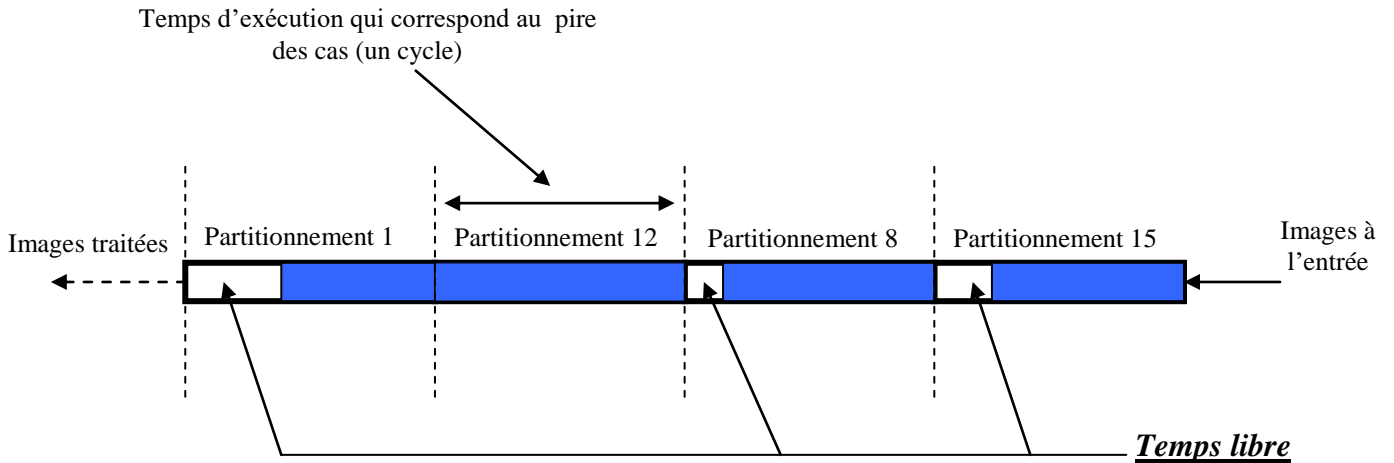 Temps d’exécution qui correspond au pire
des cas (un cycle)
Images traitées
Partitionnement 1
Partitionnement 12
Partitionnement 8
Partitionnement 15
Images à
l’entrée
Temps libre